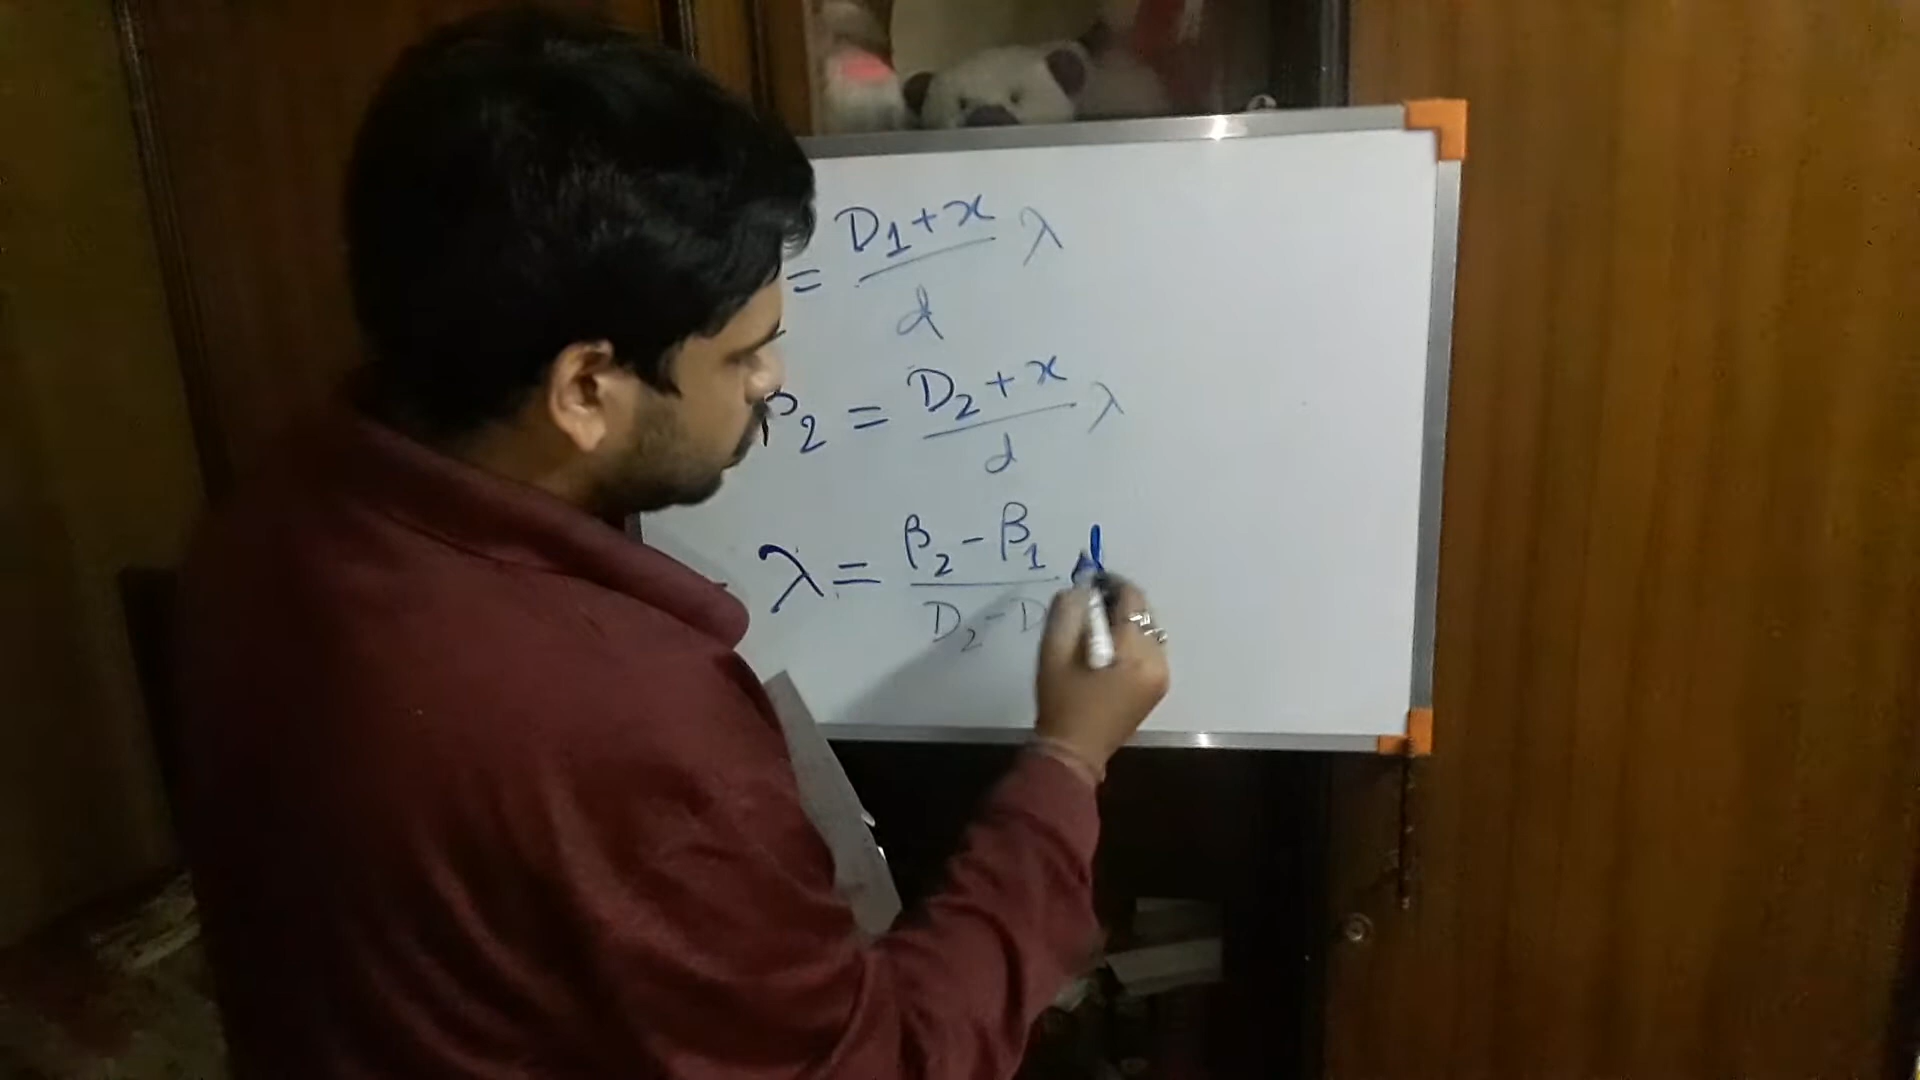 = D₁+x/d λ
β₂ = D₂+x/d λ
λ = β₂-β₁/D₂-D d